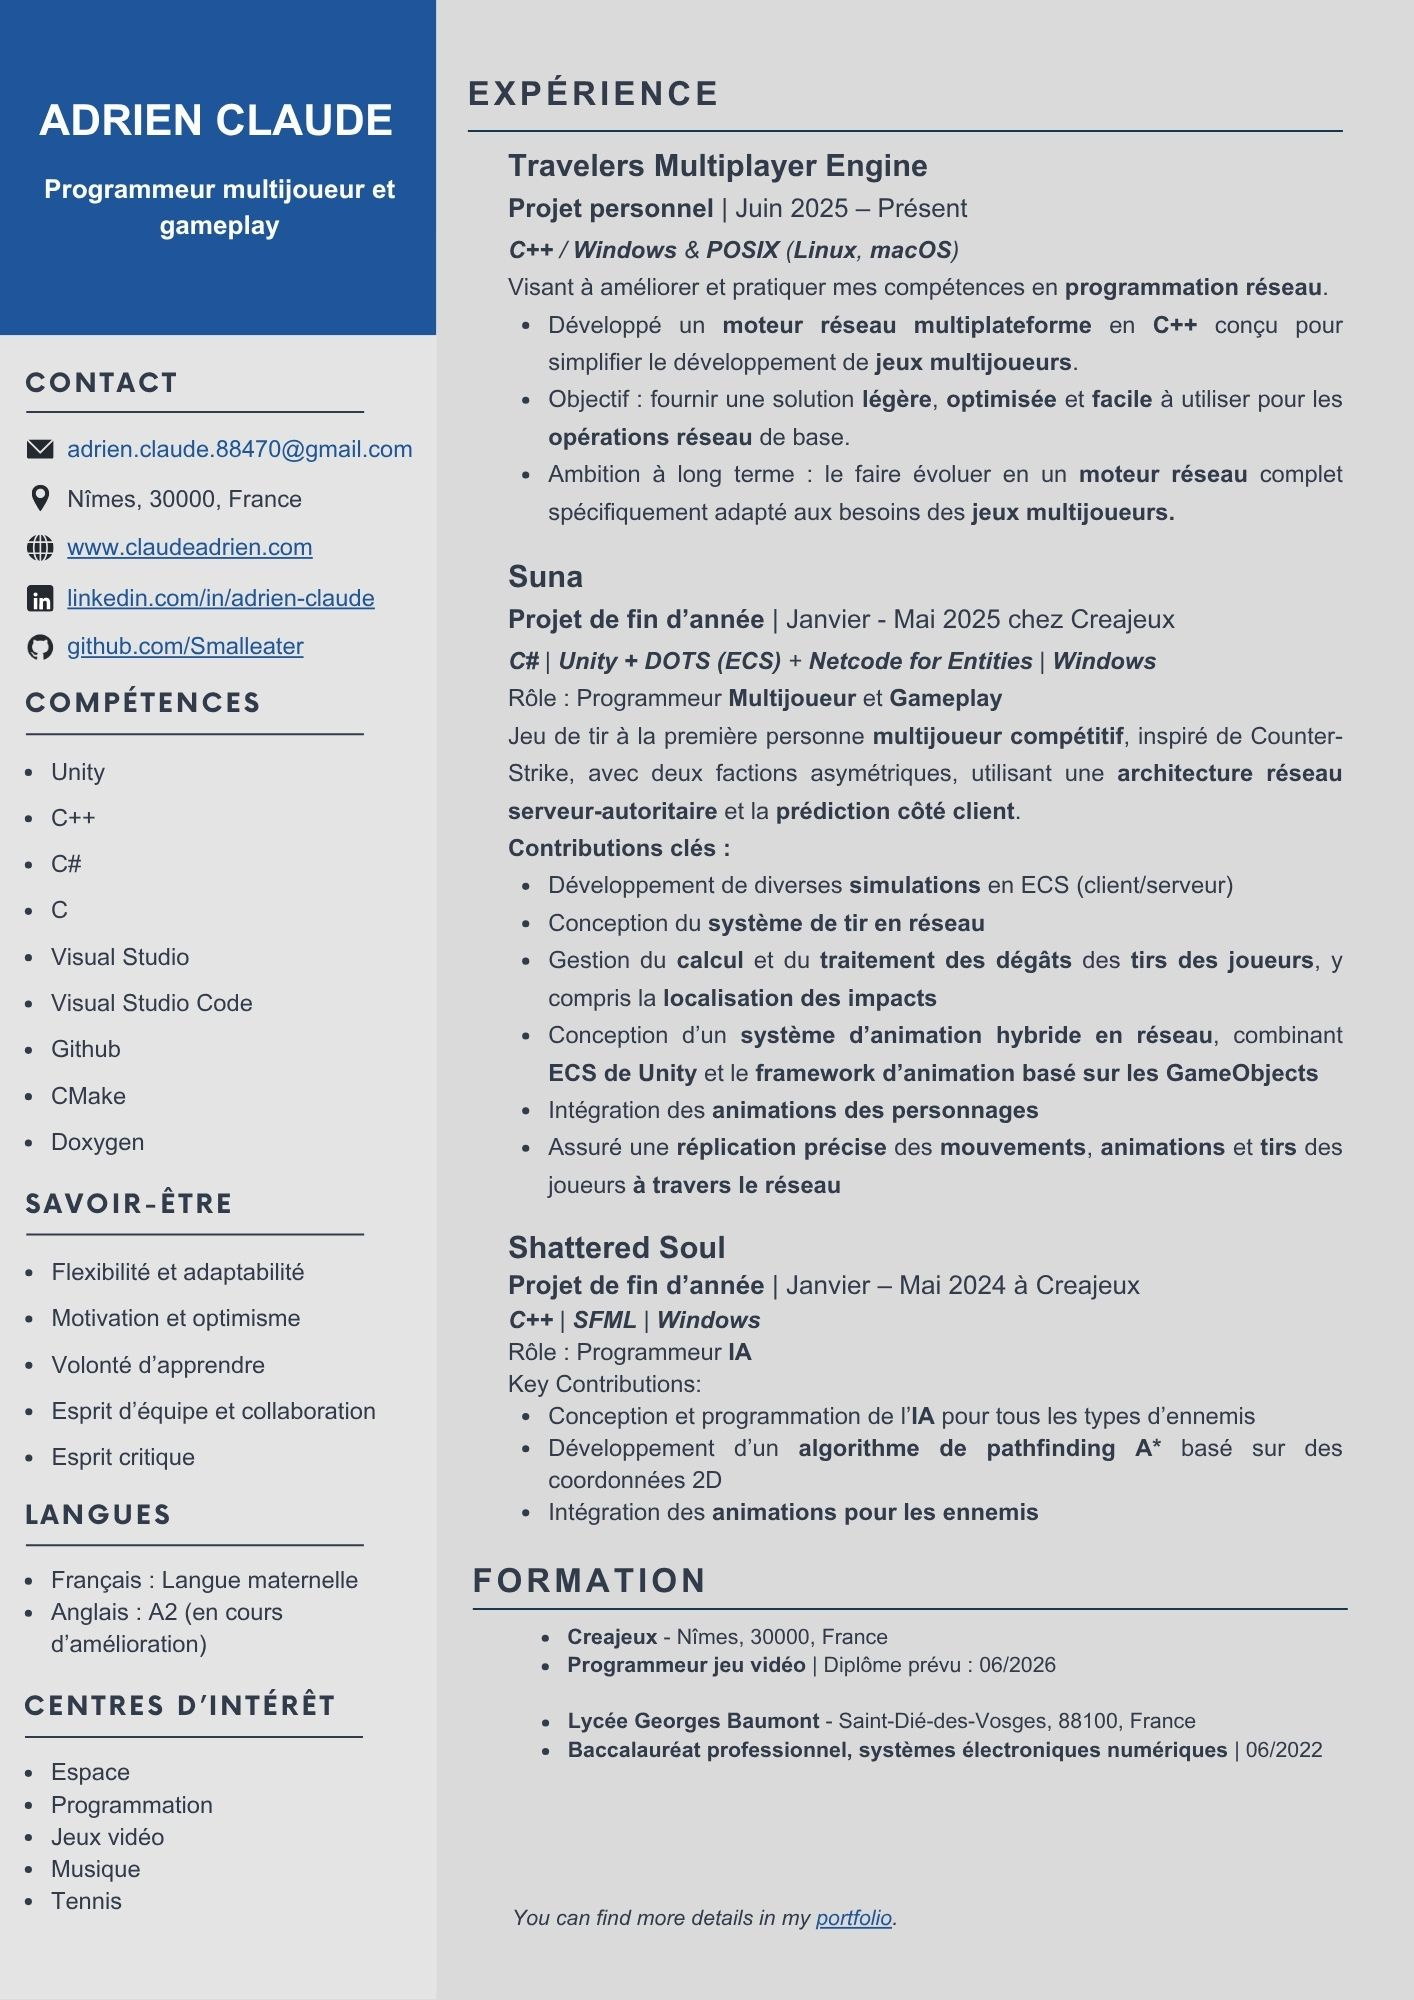 ADRIEN CLAUDE
Programmeur multijoueur et
gameplay
CONTACT
adrien.claude.88470@gmail.com
Nîmes, 30000, France
www.claudeadrien.com
linkedin.com/in/adrien-claude
github.com/Smalleater
COMPÉTENCES
• Unity
• C++
• C#
• C
• Visual Studio
• Visual Studio Code
• Github
• CMake
• Doxygen
SAVOIR-ÊTRE
• Flexibilité et adaptabilité
• Motivation et optimisme
• Volonté d’apprendre
• Esprit d’équipe et collaboration
• Esprit critique
LANGUES
• Français : Langue maternelle
• Anglais : A2 (en cours
d’amélioration)
CENTRES D’INTÉRÊT
• Espace
• Programmation
• Jeux vidéo
• Musique
• Tennis
EXPÉRIENCE
Travelers Multiplayer Engine
Projet personnel | Juin 2025 – Présent
C++ / Windows & POSIX (Linux, macOS)
Visant à améliorer et pratiquer mes compétences en programmation réseau.
• Développé un moteur réseau multiplateforme en C++ conçu pour
simplifier le développement de jeux multijoueurs.
• Objectif : fournir une solution légère, optimisée et facile à utiliser pour les
opérations réseau de base.
• Ambition à long terme : le faire évoluer en un moteur réseau complet
spécifiquement adapté aux besoins des jeux multijoueurs.
Suna
Projet de fin d’année | Janvier - Mai 2025 chez Creajeux
C# | Unity + DOTS (ECS) + Netcode for Entities | Windows
Rôle : Programmeur Multijoueur et Gameplay
Jeu de tir à la première personne multijoueur compétitif, inspiré de Counter-
Strike, avec deux factions asymétriques, utilisant une architecture réseau
serveur-autoritaire et la prédiction côté client.
Contributions clés :
• Développement de diverses simulations en ECS (client/serveur)
• Conception du système de tir en réseau
• Gestion du calcul et du traitement des dégâts des tirs des joueurs, y
compris la localisation des impacts
• Conception d’un système d’animation hybride en réseau, combinant
ECS de Unity et le framework d’animation basé sur les GameObjects
• Intégration des animations des personnages
• Assuré une réplication précise des mouvements, animations et tirs des
joueurs à travers le réseau
Shattered Soul
Projet de fin d’année | Janvier – Mai 2024 à Creajeux
C++ | SFML | Windows
Rôle : Programmeur IA
Key Contributions:
• Conception et programmation de l’IA pour tous les types d’ennemis
• Développement d’un algorithme de pathfinding A* basé sur des
coordonnées 2D
• Intégration des animations pour les ennemis
FORMATION
• Creajeux - Nîmes, 30000, France
• Programmeur jeu vidéo | Diplôme prévu : 06/2026
• Lycée Georges Baumont - Saint-Dié-des-Vosges, 88100, France
• Baccalauréat professionnel, systèmes électroniques numériques | 06/2022
You can find more details in my portfolio.